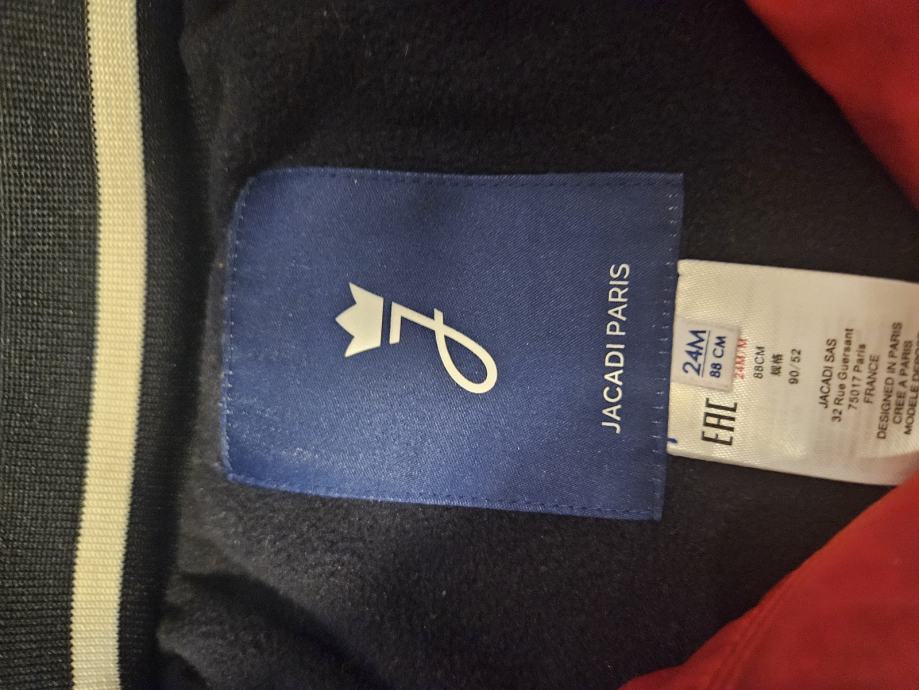 J
JACADI PARIS
24M
88 CM
24M/M
88CM
规格
90/52
EAC
JACADI SAS
32 Rue Guersant
75017 Paris
FRANCE
DESIGNED IN PARIS
CREE A PARIS